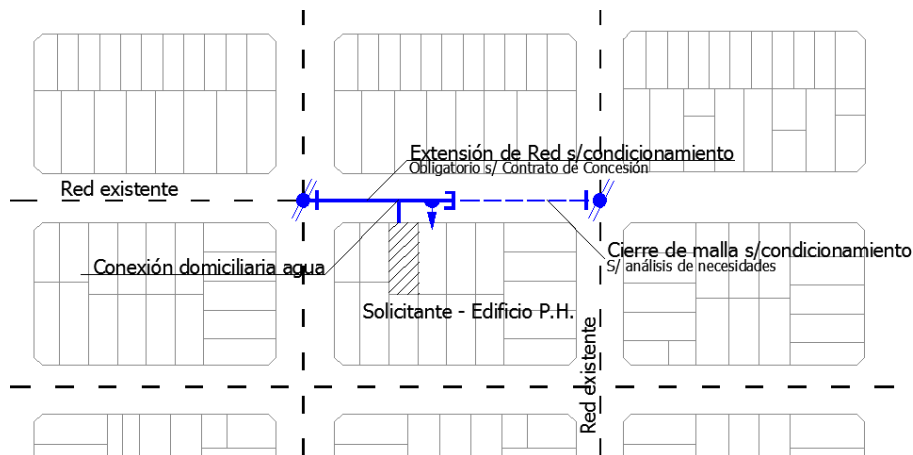 Extensión de Red s/condicionamiento
Obligatorio s/ Contrato de Concesión
Red existente
Cierre de malla s/condicionamiento
S/ análisis de necesidades
Conexión domiciliaria agua
Solicitante - Edificio P.H.
Red existente